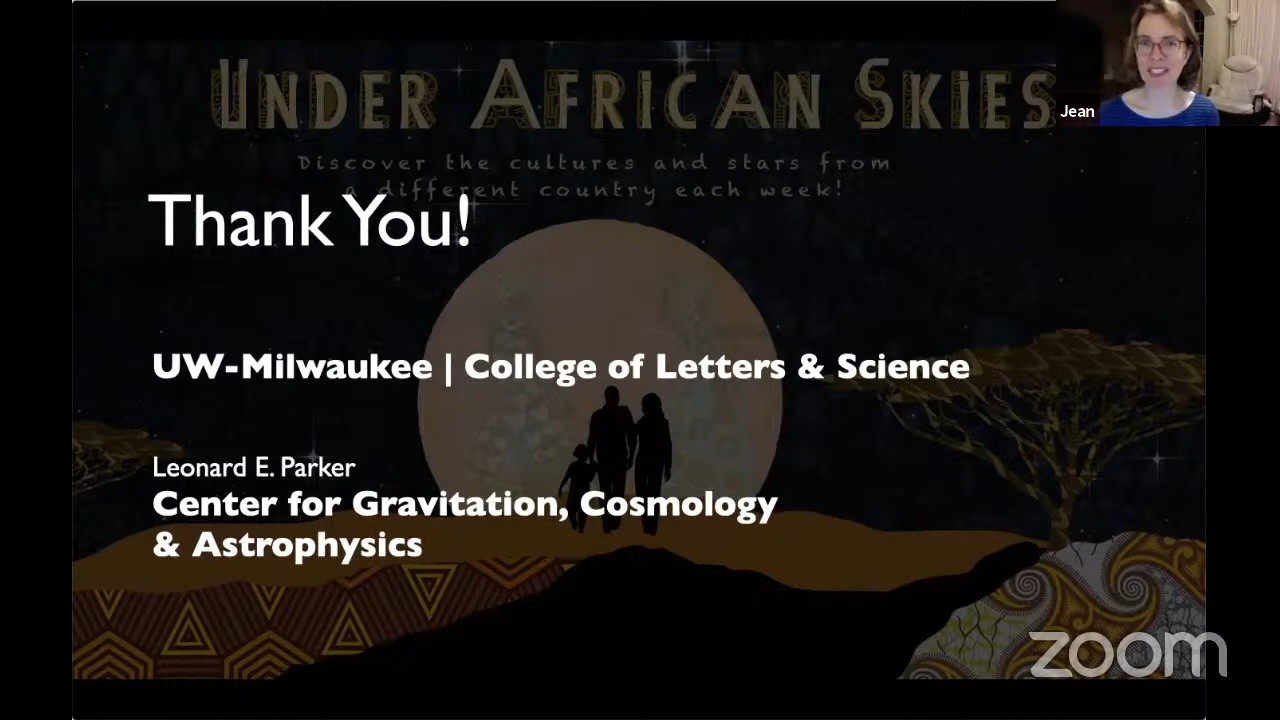 UNDER AFRICAN SKIES
Jean
Discover the cultures and stars from
a different country each week!
Thank You!
UW-Milwaukee | College of Letters & Science
Leonard E. Parker
Center for Gravitation, Cosmology
& Astrophysics
zoom